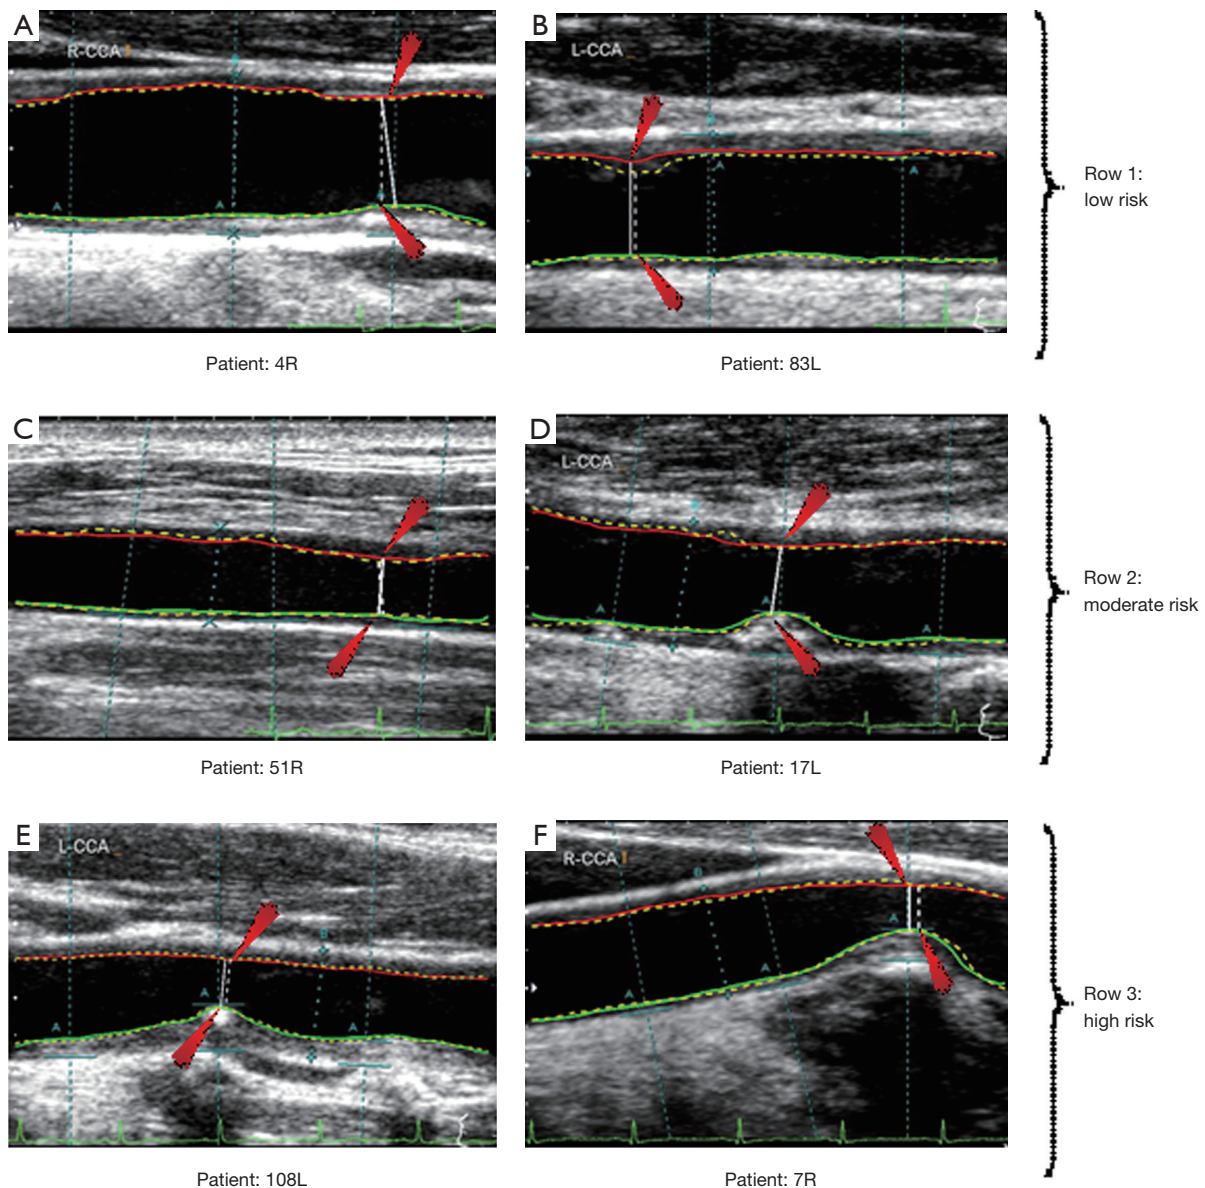 A
R-CCA
B
A
A
A
Patient: 4R
B
L-CCA
B
A
A
Patient: 83L
Row 1:
low risk
C
Patient: 51R
D
L-CCA
B
A
A
A
Patient: 17L
Row 2:
moderate risk
E
L-CCA
B
A
A
A
Patient: 108L
F
R-CCA
B
A
A
A
Patient: 7R
Row 3:
high risk